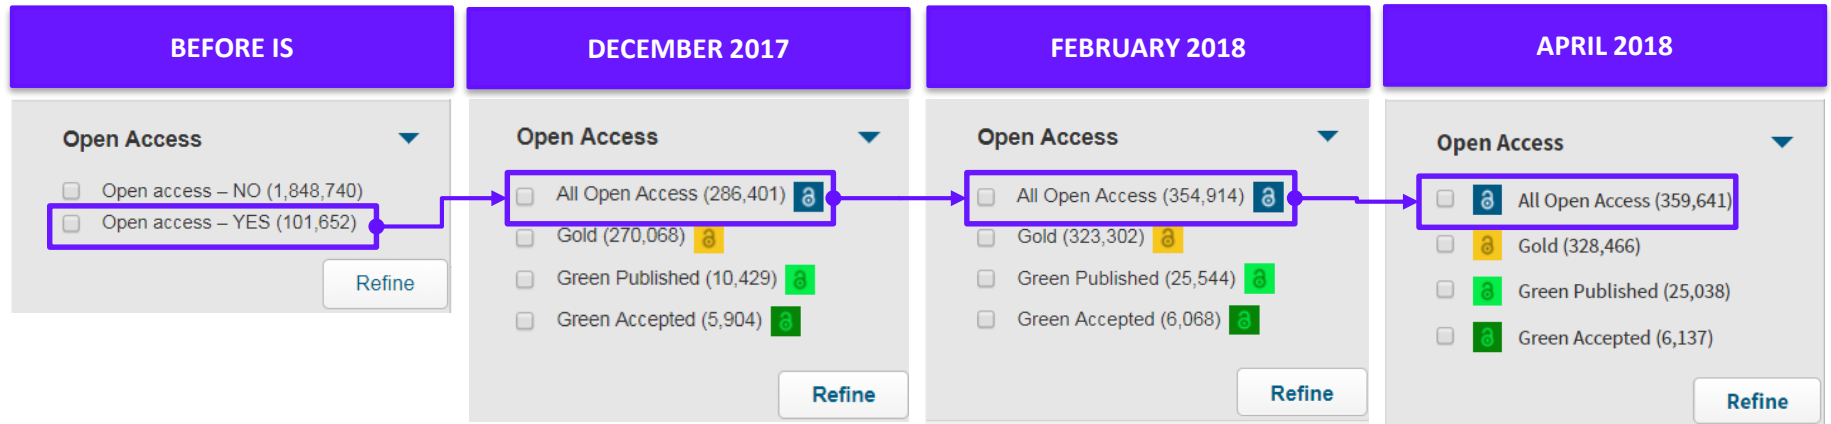 BEFORE IS
Open Access
Open access – NO (1,848,740)
Open access – YES (101,652)
Refine
DECEMBER 2017
Open Access
All Open Access (286,401)
Gold (270,068)
Green Published (10,429)
Green Accepted (5,904)
Refine
FEBRUARY 2018
Open Access
All Open Access (354,914)
Gold (323,302)
Green Published (25,544)
Green Accepted (6,068)
Refine
APRIL 2018
Open Access
All Open Access (359,641)
Gold (328,466)
Green Published (25,038)
Green Accepted (6,137)
Refine